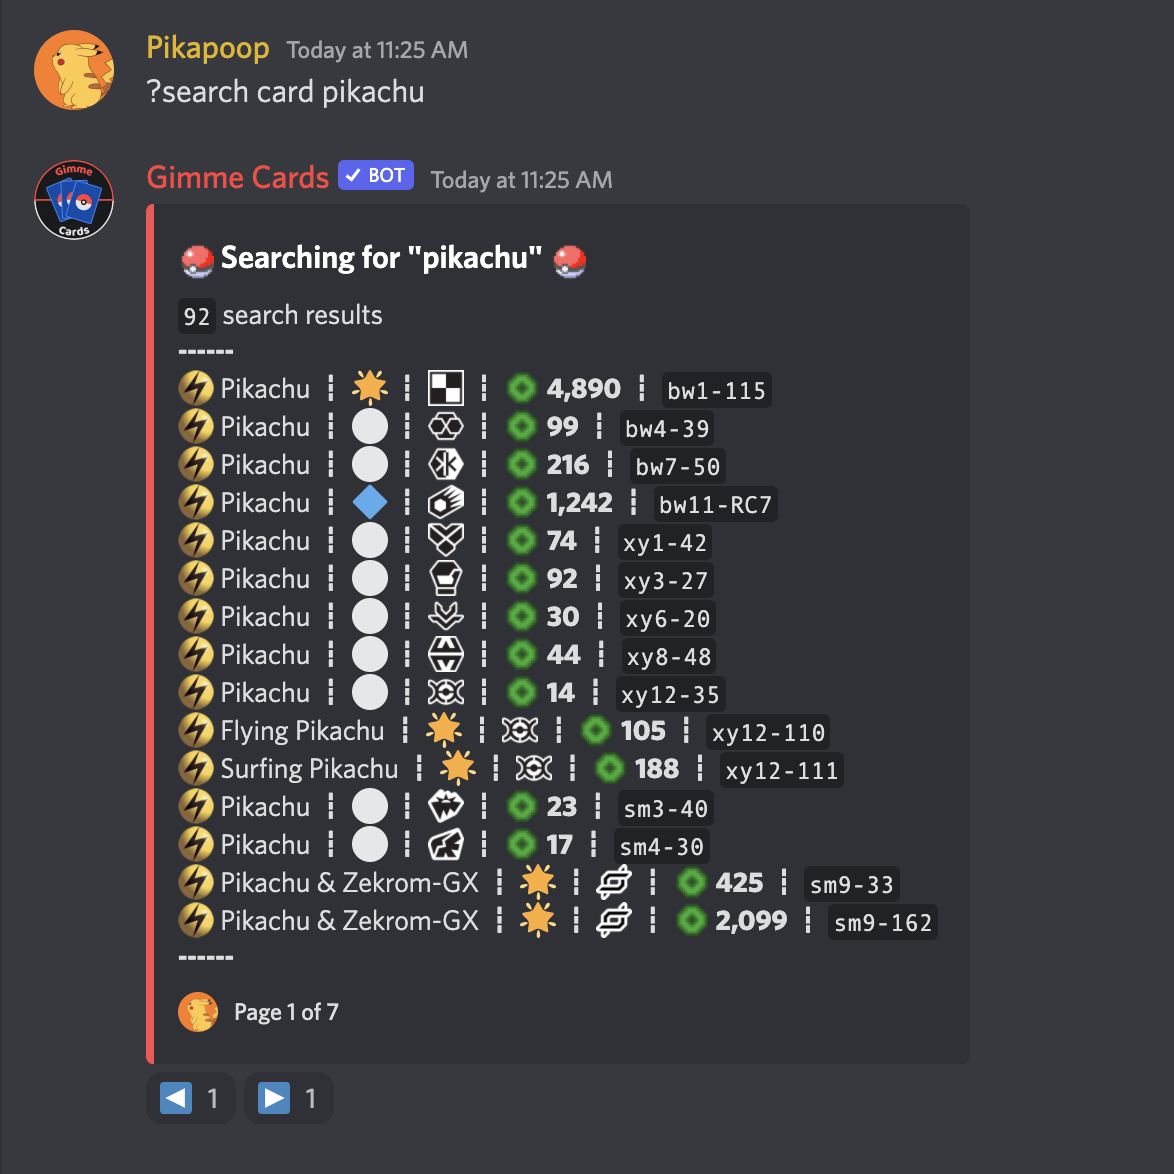 Pikapoop Today at 11:25 AM
?search card pikachu
Gimme
Cards
Gimme Cards ✓ BOT Today at 11:25 AM
Searching for "pikachu"
92 search results
------
Pikachu ┇ ┇ ┇ 4,890 ┇ bw1-115
Pikachu ┇ ┇ ┇ 99 ┇ bw4-39
Pikachu ┇ ┇ ┇ 216 ┇ bw7-50
Pikachu ┇ ┇ ┇ 1,242 ┇ bw11-RC7
Pikachu ┇ ┇ ┇ 74 ┇ xy1-42
Pikachu ┇ ┇ ┇ 92 ┇ xy3-27
Pikachu ┇ ┇ ┇ 30 ┇ xy6-20
Pikachu ┇ ┇ ┇ 44 ┇ xy8-48
Pikachu ┇ ┇ ┇ 14 ┇ xy12-35
Flying Pikachu ┇ ┇ ┇ 105 ┇ xy12-110
Surfing Pikachu ┇ ┇ ┇ 188 ┇ xy12-111
Pikachu ┇ ┇ ┇ 23 ┇ sm3-40
Pikachu ┇ ┇ ┇ 17 ┇ sm4-30
Pikachu & Zekrom-GX ┇ ┇ ┇ 425 ┇ sm9-33
Pikachu & Zekrom-GX ┇ ┇ ┇ 2,099 ┇ sm9-162
------
Page 1 of 7
◀ 1 ▶ 1